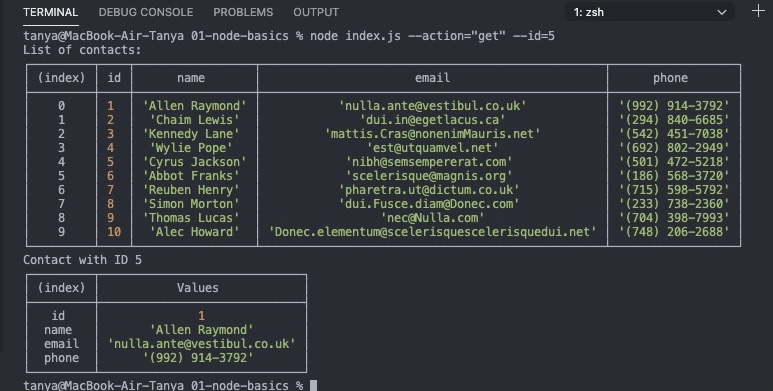 TERMINAL DEBUG CONSOLE PROBLEMS OUTPUT 1: zsh
tanya@MacBook-Air-Tanya 01-node-basics % node index.js --action="get" --id=5
List of contacts:
(index) id name email phone
0 1 'Allen Raymond' 'nulla.ante@vestibul.co.uk' '(992) 914-3792'
1 2 'Chaim Lewis' 'dui.in@egetlacus.ca' '(294) 840-6685'
2 3 'Kennedy Lane' 'mattis.Cras@nonenimMauris.net' '(542) 451-7038'
3 4 'Wylie Pope' 'est@utquamvel.net' '(692) 802-2949'
4 5 'Cyrus Jackson' 'nibh@semsempererat.com' '(501) 472-5218'
5 6 'Abbot Franks' 'scelerisque@magnis.org' '(186) 568-3720'
6 7 'Reuben Henry' 'pharetra.ut@dictum.co.uk' '(715) 598-5792'
7 8 'Simon Morton' 'dui.Fusce.diam@Donec.com' '(233) 738-2360'
8 9 'Thomas Lucas' 'nec@Nulla.com' '(704) 398-7993'
9 10 'Alec Howard' 'Donec.elementum@scelerisquescelerisquedui.net' '(748) 206-2688'
Contact with ID 5
(index) Values
id 1
name 'Allen Raymond'
email 'nulla.ante@vestibul.co.uk'
phone '(992) 914-3792'
tanya@MacBook-Air-Tanya 01-node-basics %